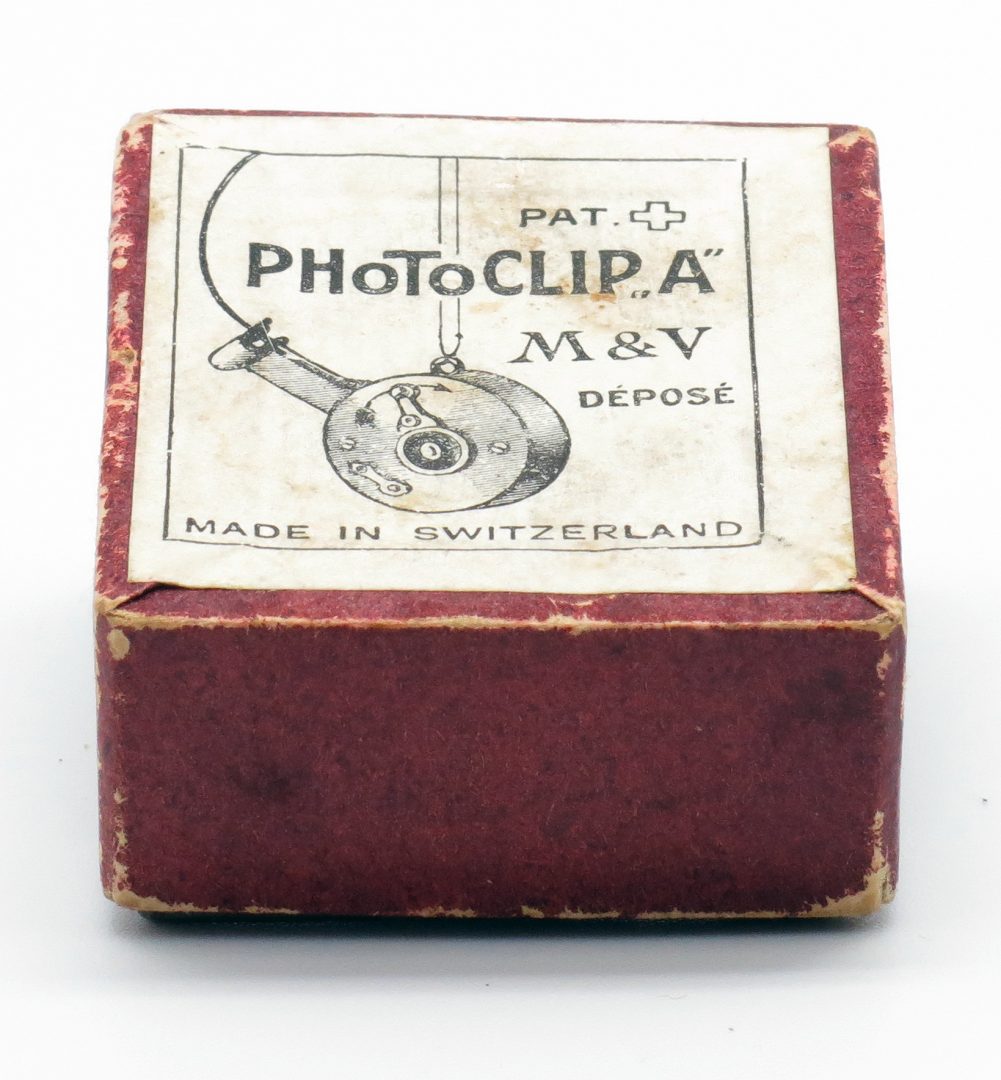 PAT.
PHOTOCLIP „A”
M & V
DÉPOSÉ
MADE IN SWITZERLAND